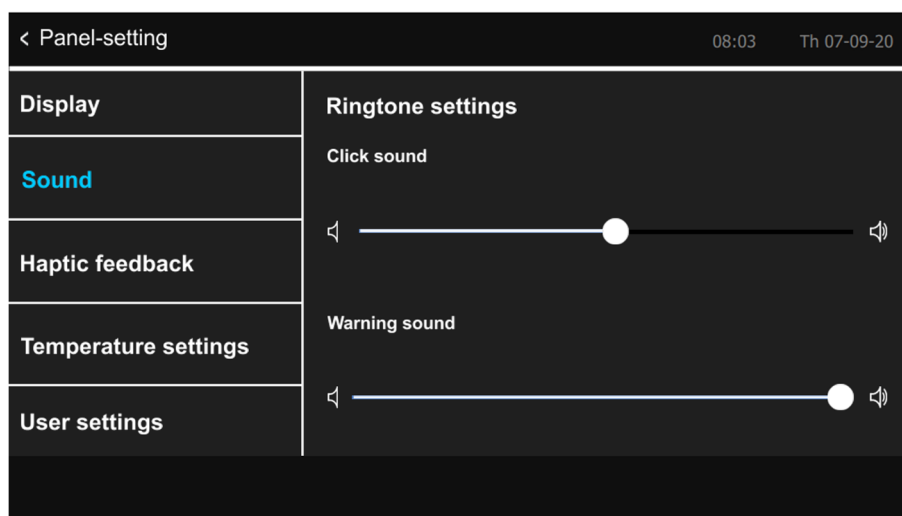 < Panel-setting
08:03 Th 07-09-20
Display
Sound
Haptic feedback
Temperature settings
User settings
Ringtone settings
Click sound
Warning sound